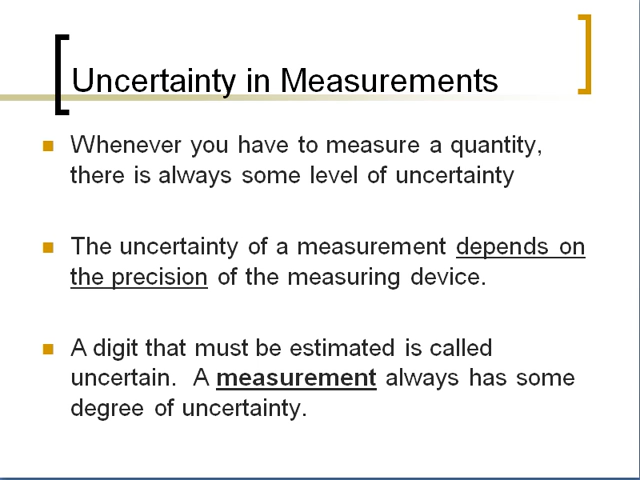 Uncertainty in Measurements
Whenever you have to measure a quantity,
there is always some level of uncertainty
The uncertainty of a measurement depends on
the precision of the measuring device.
A digit that must be estimated is called
uncertain.  A measurement always has some
degree of uncertainty.